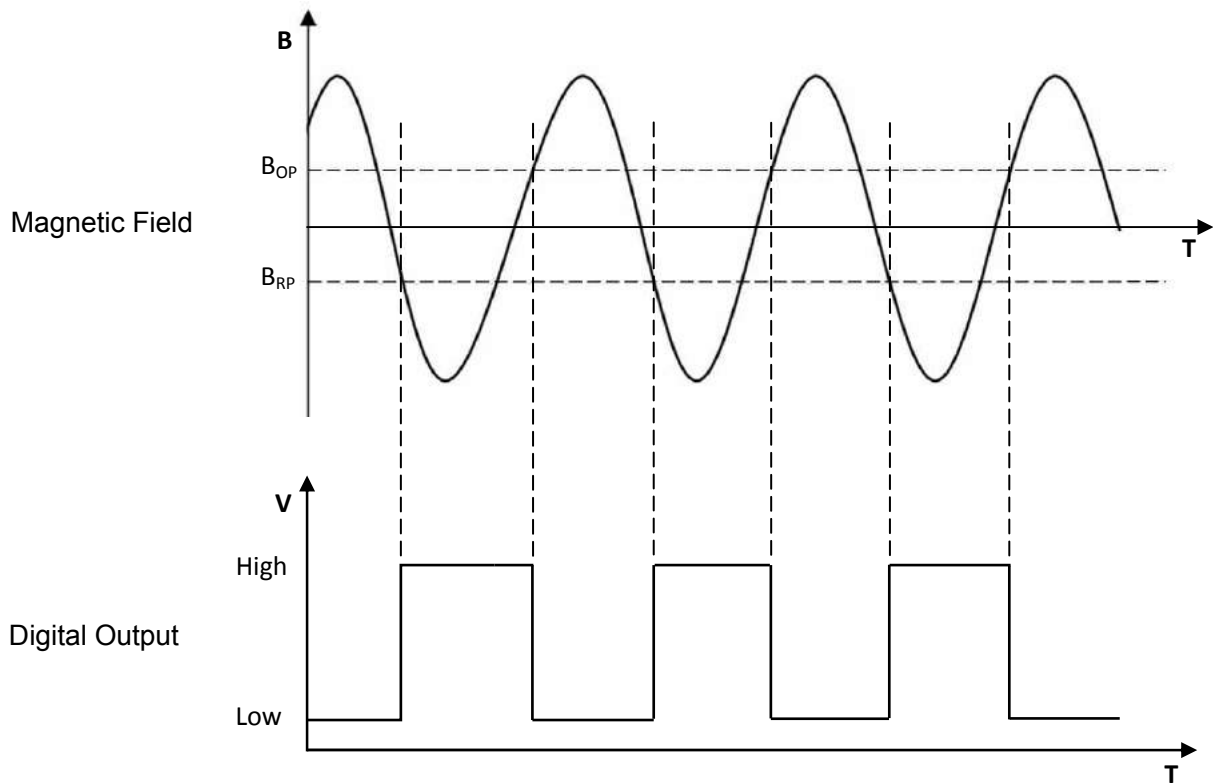 B
B_OP
Magnetic Field
T
B_RP
V
High
Digital Output
Low
T